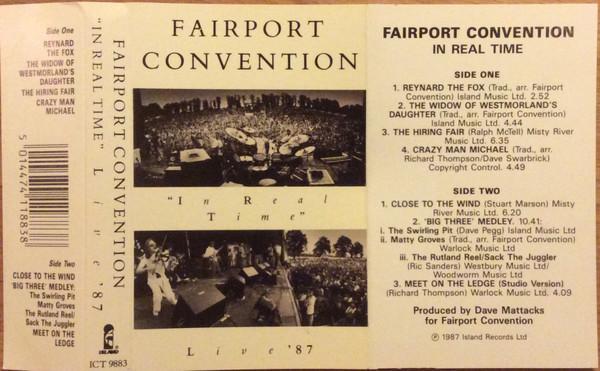 Side One
REYNARD
THE FOX
THE WIDOW OF
WESTMORLAND'S
DAUGHTER
THE HIRING FAIR
CRAZY MAN
MICHAEL
5 014474 118838
Side Two
CLOSE TO THE WIND
'BIG THREE' MEDLEY:
The Swirling Pit
Matty Groves
The Rutland Reel/
Sack The Juggler
MEET ON THE
LEDGE
FAIRPORT CONVENTION
"IN REAL TIME" Live '87
ISLAND
ICT 9883
FAIRPORT
CONVENTION
"In Real
Time"
Live '87
FAIRPORT CONVENTION
IN REAL TIME
SIDE ONE
1. REYNARD THE FOX (Trad., arr. Fairport
Convention) Island Music Ltd. 2.52
2. THE WIDOW OF WESTMORLAND'S
DAUGHTER (Trad., arr. Fairport Convention)
Island Music Ltd. 4.44
3. THE HIRING FAIR (Ralph McTell) Misty River
Music Ltd. 6.35
4. CRAZY MAN MICHAEL (Trad., arr.
Richard Thompson/Dave Swarbrick)
Copyright Control. 4.49
SIDE TWO
1. CLOSE TO THE WIND (Stuart Marson) Misty
River Music Ltd. 6.20
2. 'BIG THREE' MEDLEY. 10.41:
i. The Swirling Pit (Dave Pegg) Island Music Ltd
ii. Matty Groves (Trad., arr. Fairport Convention)
Warlock Music Ltd
iii. The Rutland Reel/Sack The Juggler
(Ric Sanders) Westbury Music Ltd/
Woodworm Music Ltd
3. MEET ON THE LEDGE (Studio Version)
(Richard Thompson) Warlock Music Ltd. 4.09
Produced by Dave Mattacks
for Fairport Convention
℗ 1987 Island Records Ltd